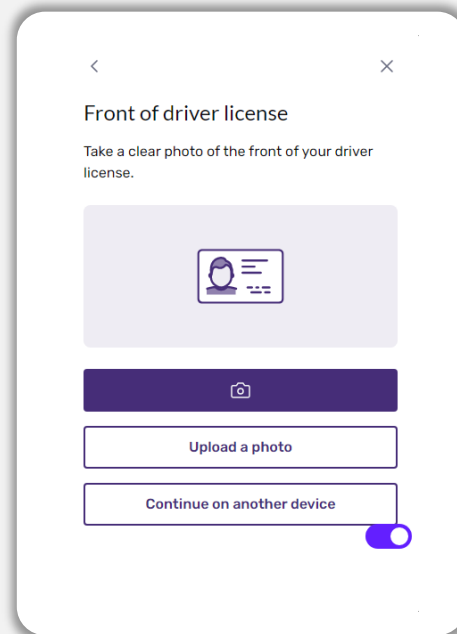 Front of driver license
Take a clear photo of the front of your driver
license.
Upload a photo
Continue on another device